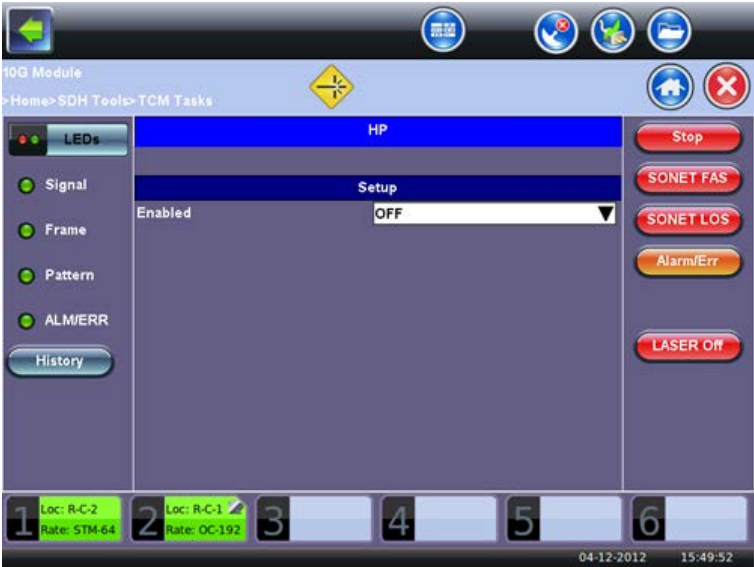 10G Module
>Home>SDH Tools>TCM Tasks
LEDs
Signal
Frame
Pattern
ALM/ERR
History
HP
Setup
Enabled OFF
Stop
SONET FAS
SONET LOS
Alarm/Err
LASER Off
1 Loc: R-C-2
Rate: STM-64
2 Loc: R-C-1
Rate: OC-192
3
4
5
6
04-12-2012 15:49:52